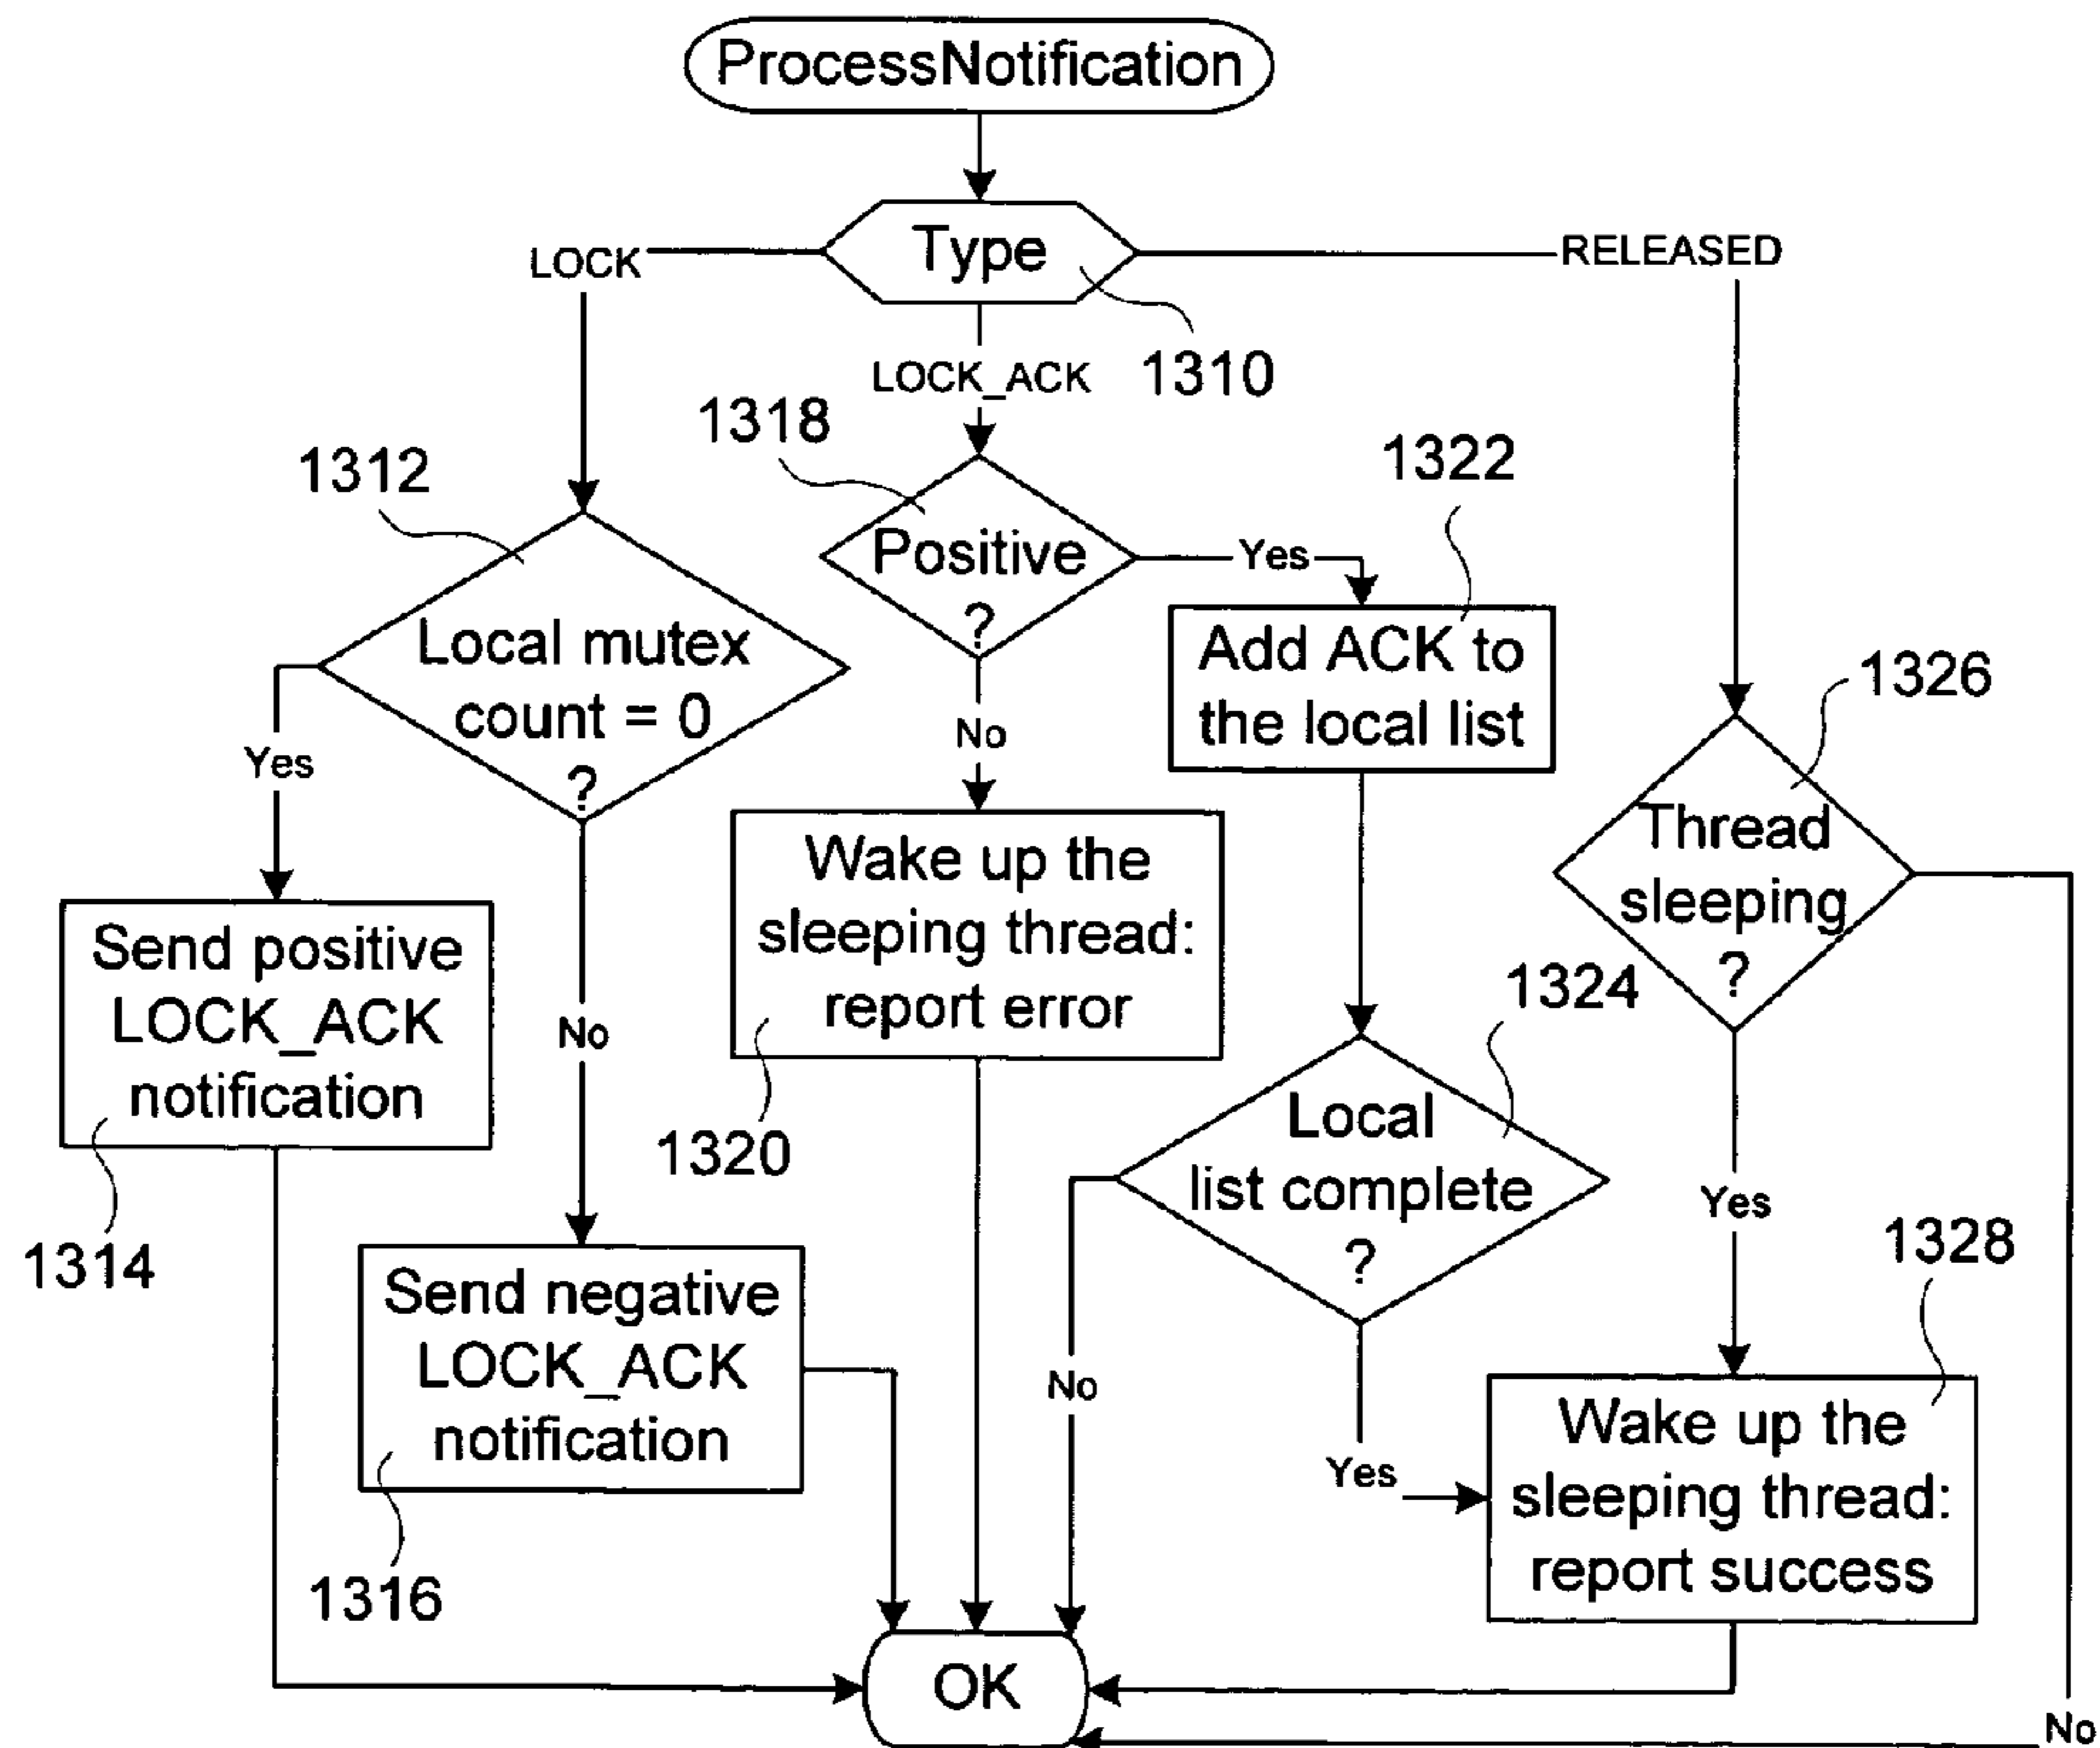 ProcessNotification
Type
LOCK
RELEASED
LOCK_ACK
1310
1318
1312
1322
Positive
?
Yes
Local mutex
count = 0
?
Add ACK to
the local list
1326
Yes
No
Thread
sleeping
?
Wake up the
sleeping thread:
report error
Send positive
LOCK_ACK
notification
1324
No
1320
Local
list complete
?
Yes
1314
1328
Send negative
LOCK_ACK
notification
No
Yes
Wake up the
sleeping thread:
report success
1316
OK
No